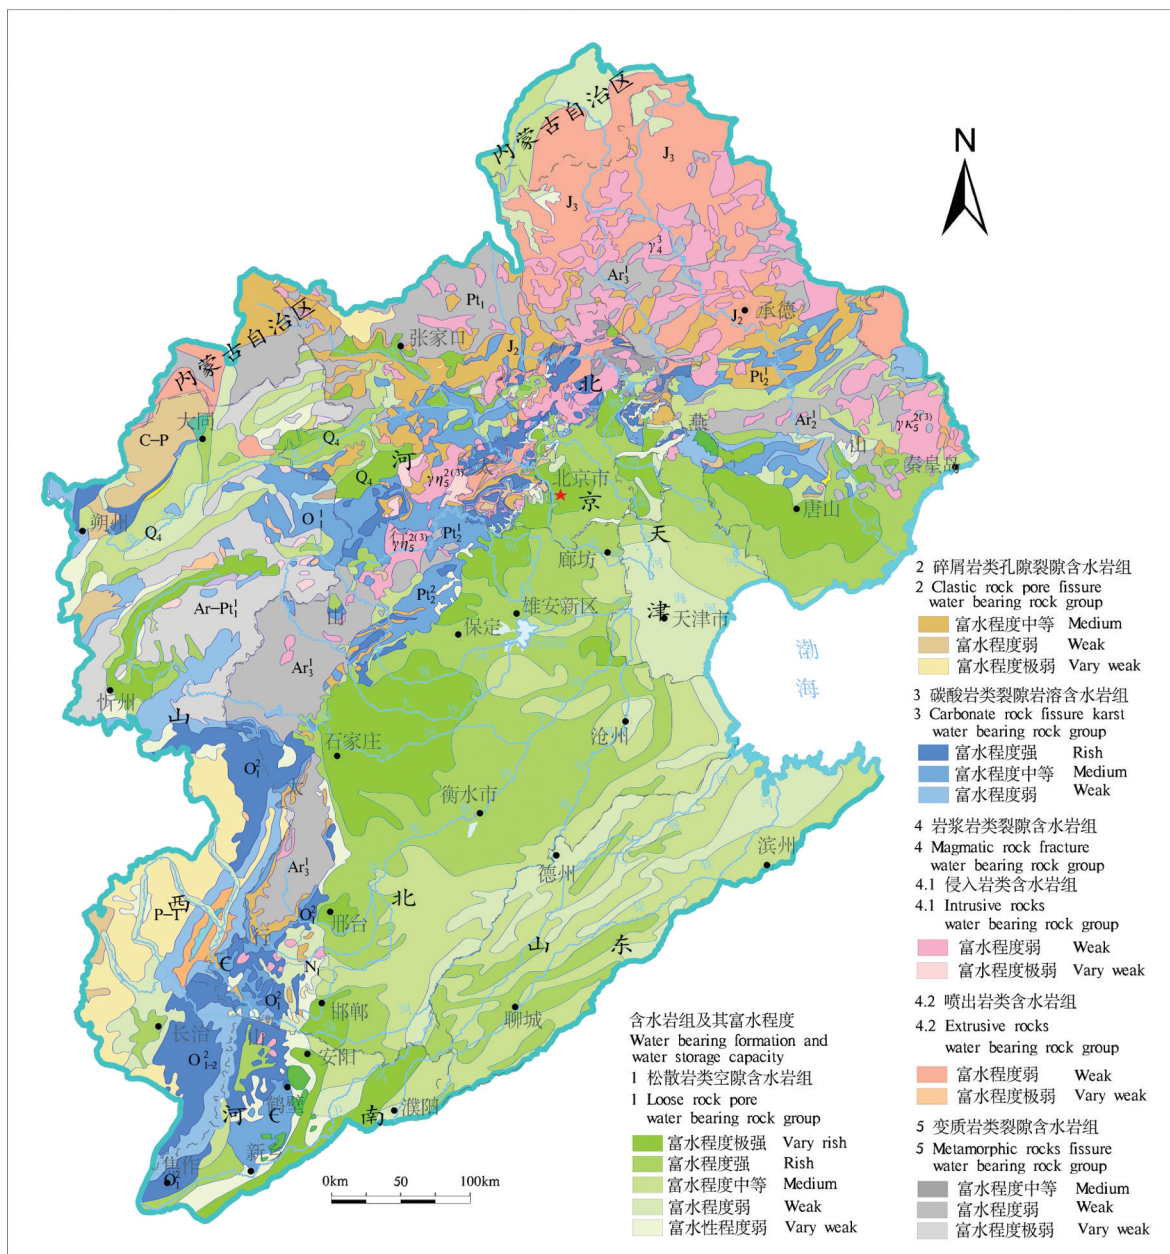 内蒙古自治区
N
J3
J3
γ₄³
Ar₃¹
Pt₁
J₂
承德
内蒙古自治区
张家口
J₂
北
Pt₂¹
大同
C-P
Q₄
河
燕
Ar₂¹
γκ₅²⁽³⁾
山
Q₄
γη₅²⁽³⁾
太
秦皇岛
北京市
京
唐山
朔州
Q₄
O₁
行
γη₅²⁽³⁾
Pt₂¹
天
廊坊
Pt₂²
Ar-Pt₁¹
山
雄安新区
保定
津
天津市
Ar₃¹
渤
海
忻州
山
沧州
石家庄
O₁²
太
衡水市
德州
滨州
Ar₃¹
西
P-T
O₁²
邢台
北
行
山
东
Є
N₁
O₁²
邯郸
聊城
长治
山
安阳
O₁₋₂²
鹤壁
河
Є
南
濮阳
新乡
焦作
O₁²
0km 50 100km
含水岩组及其富水程度
Water bearing formation and
water storage capacity
1 松散岩类空隙含水岩组
1 Loose rock pore
water bearing rock group
富水程度极强 Vary rish
富水程度强 Rish
富水程度中等 Medium
富水程度弱 Weak
富水性程度弱 Vary weak
2 碎屑岩类孔隙裂隙含水岩组
2 Clastic rock pore fissure
water bearing rock group
富水程度中等 Medium
富水程度弱 Weak
富水程度极弱 Vary weak
3 碳酸岩类裂隙岩溶含水岩组
3 Carbonate rock fissure karst
water bearing rock group
富水程度强 Rish
富水程度中等 Medium
富水程度弱 Weak
4 岩浆岩类裂隙含水岩组
4 Magmatic rock fracture
water bearing rock group
4.1 侵入岩类含水岩组
4.1 Intrusive rocks
water bearing rock group
富水程度弱 Weak
富水程度极弱 Vary weak
4.2 喷出岩类含水岩组
4.2 Extrusive rocks
water bearing rock group
富水程度弱 Weak
富水程度极弱 Vary weak
5 变质岩类裂隙含水岩组
5 Metamorphic rocks fissure
water bearing rock group
富水程度中等 Medium
富水程度弱 Weak
富水程度极弱 Vary weak